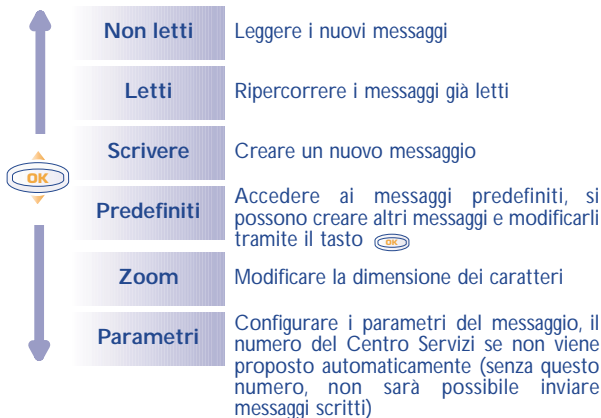 Non letti Leggere i nuovi messaggi
Letti Ripercorrere i messaggi già letti
Scrivere Creare un nuovo messaggio
OK
Predefiniti Accedere ai messaggi predefiniti, si
possono creare altri messaggi e modificarli
tramite il tasto OK
Zoom Modificare la dimensione dei caratteri
Parametri Configurare i parametri del messaggio, il
numero del Centro Servizi se non viene
proposto automaticamente (senza questo
numero, non sarà possibile inviare
messaggi scritti)